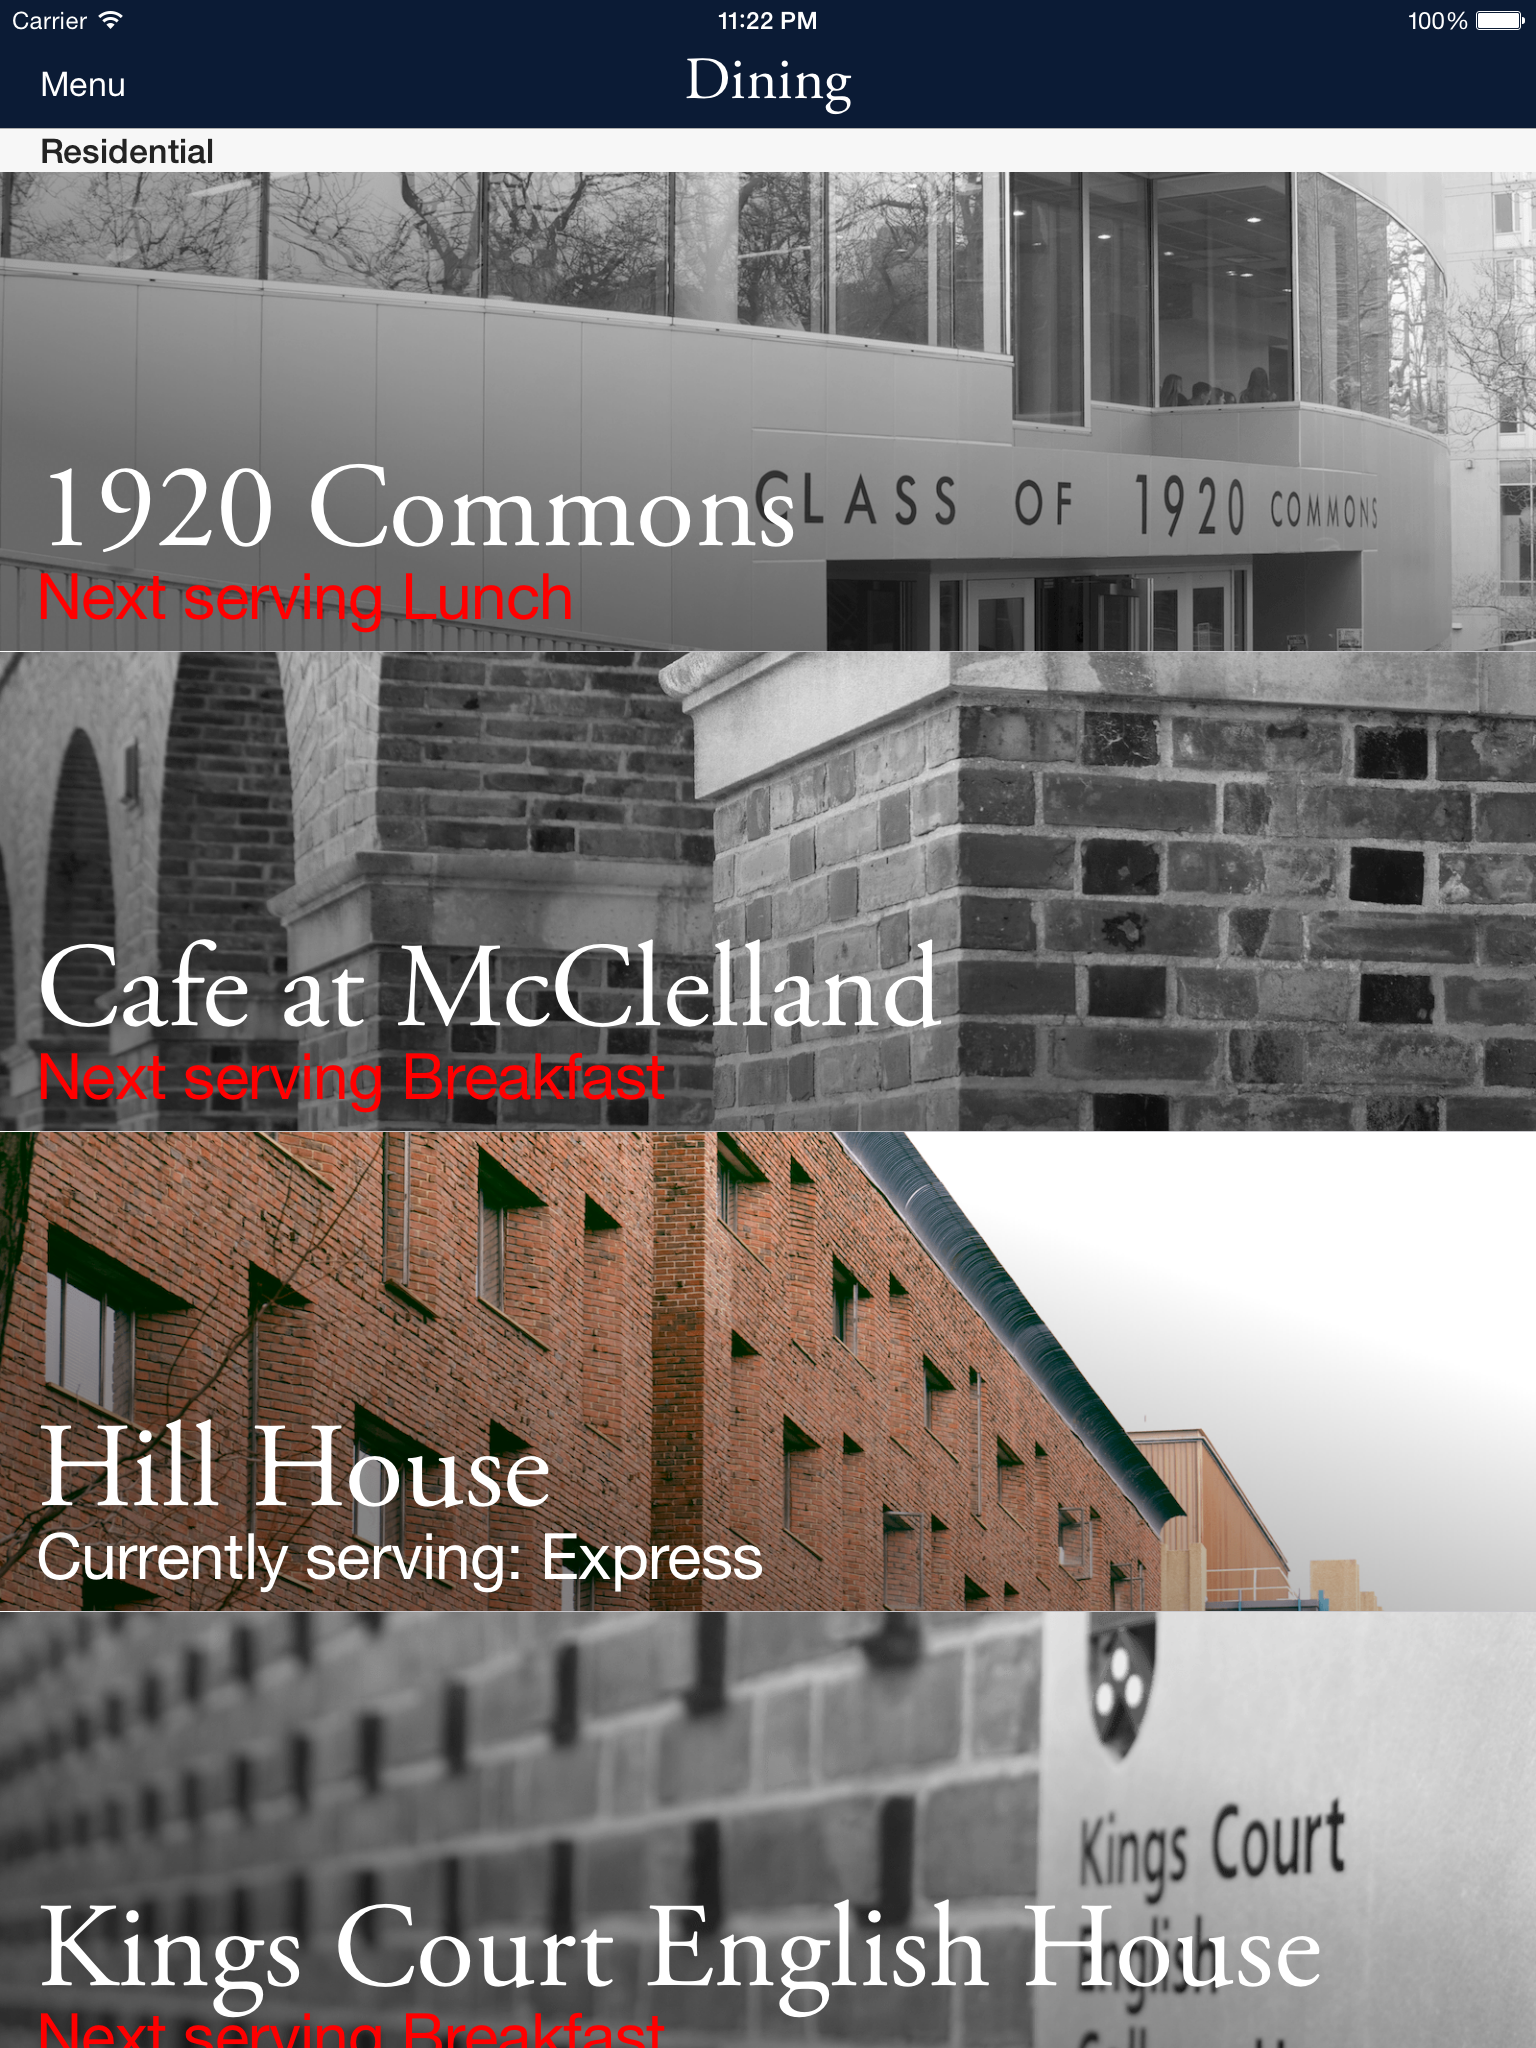 Carrier 11:22 PM 100%
Menu Dining
Residential
CLASS OF 1920 COMMONS
1920 Commons
Next serving Lunch
Cafe at McClelland
Next serving Breakfast
Hill House
Currently serving: Express
Kings Court
English
Kings Court English House
Next serving Breakfast